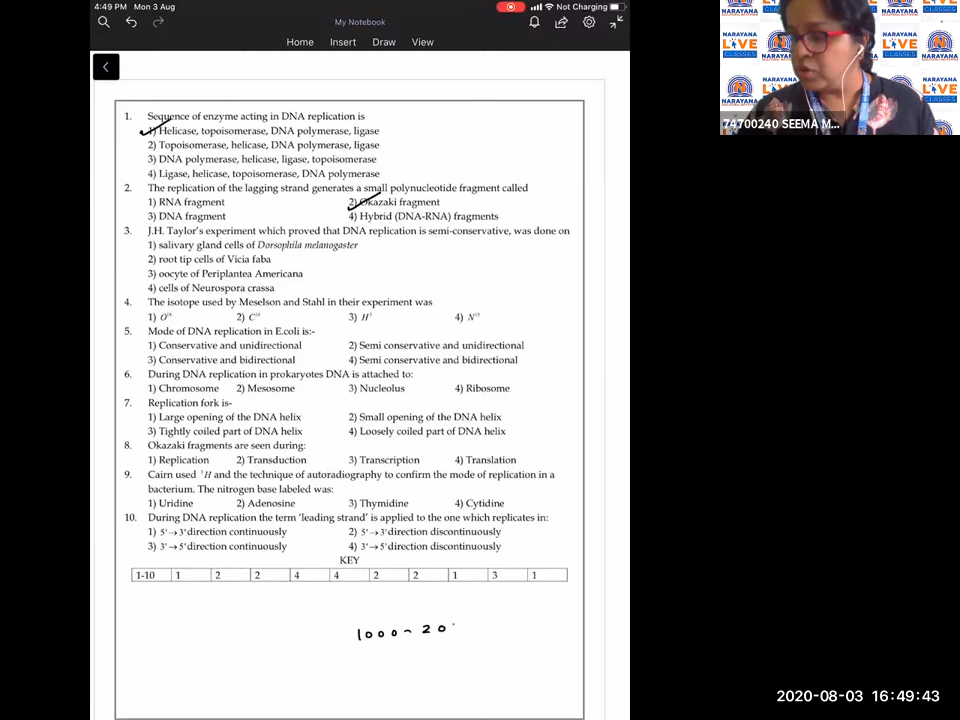 4:49 PM Mon 3 Aug
Not Charging
My Notebook
Home Insert Draw View
1. Sequence of enzyme acting in DNA replication is
1) Helicase, topoisomerase, DNA polymerase, ligase
2) Topoisomerase, helicase, DNA polymerase, ligase
3) DNA polymerase, helicase, ligase, topoisomerase
4) Ligase, helicase, topoisomerase, DNA polymerase
2. The replication of the lagging strand generates a small polynucleotide fragment called
1) RNA fragment 2) Okazaki fragment
3) DNA fragment 4) Hybrid (DNA-RNA) fragments
3. J.H. Taylor's experiment which proved that DNA replication is semi-conservative, was done on
1) salivary gland cells of Dorsophila melanogaster
2) root tip cells of Vicia faba
3) oocyte of Periplantea Americana
4) cells of Neurospora crassa
4. The isotope used by Meselson and Stahl in their experiment was
1) O 2) C 3) H 4) N
5. Mode of DNA replication in E.coli is:-
1) Conservative and unidirectional 2) Semi conservative and unidirectional
3) Conservative and bidirectional 4) Semi conservative and bidirectional
6. During DNA replication in prokaryotes DNA is attached to:
1) Chromosome 2) Mesosome 3) Nucleolus 4) Ribosome
7. Replication fork is-
1) Large opening of the DNA helix 2) Small opening of the DNA helix
3) Tightly coiled part of DNA helix 4) Loosely coiled part of DNA helix
8. Okazaki fragments are seen during:
1) Replication 2) Transduction 3) Transcription 4) Translation
9. Cairn used ³H and the technique of autoradiography to confirm the mode of replication in a
bacterium. The nitrogen base labeled was:
1) Uridine 2) Adenosine 3) Thymidine 4) Cytidine
10. During DNA replication the term 'leading strand' is applied to the one which replicates in:
1) 5'→3' direction continuously 2) 5'→3' direction discontinuously
3) 3'→5' direction continuously 4) 3'→5' direction discontinuously
KEY
1-10 1 2 2 4 4 2 2 1 3 1
1000 - 20
NARAYANA LIVE CLASSES
74700240 SEEMA M...
2020-08-03 16:49:43